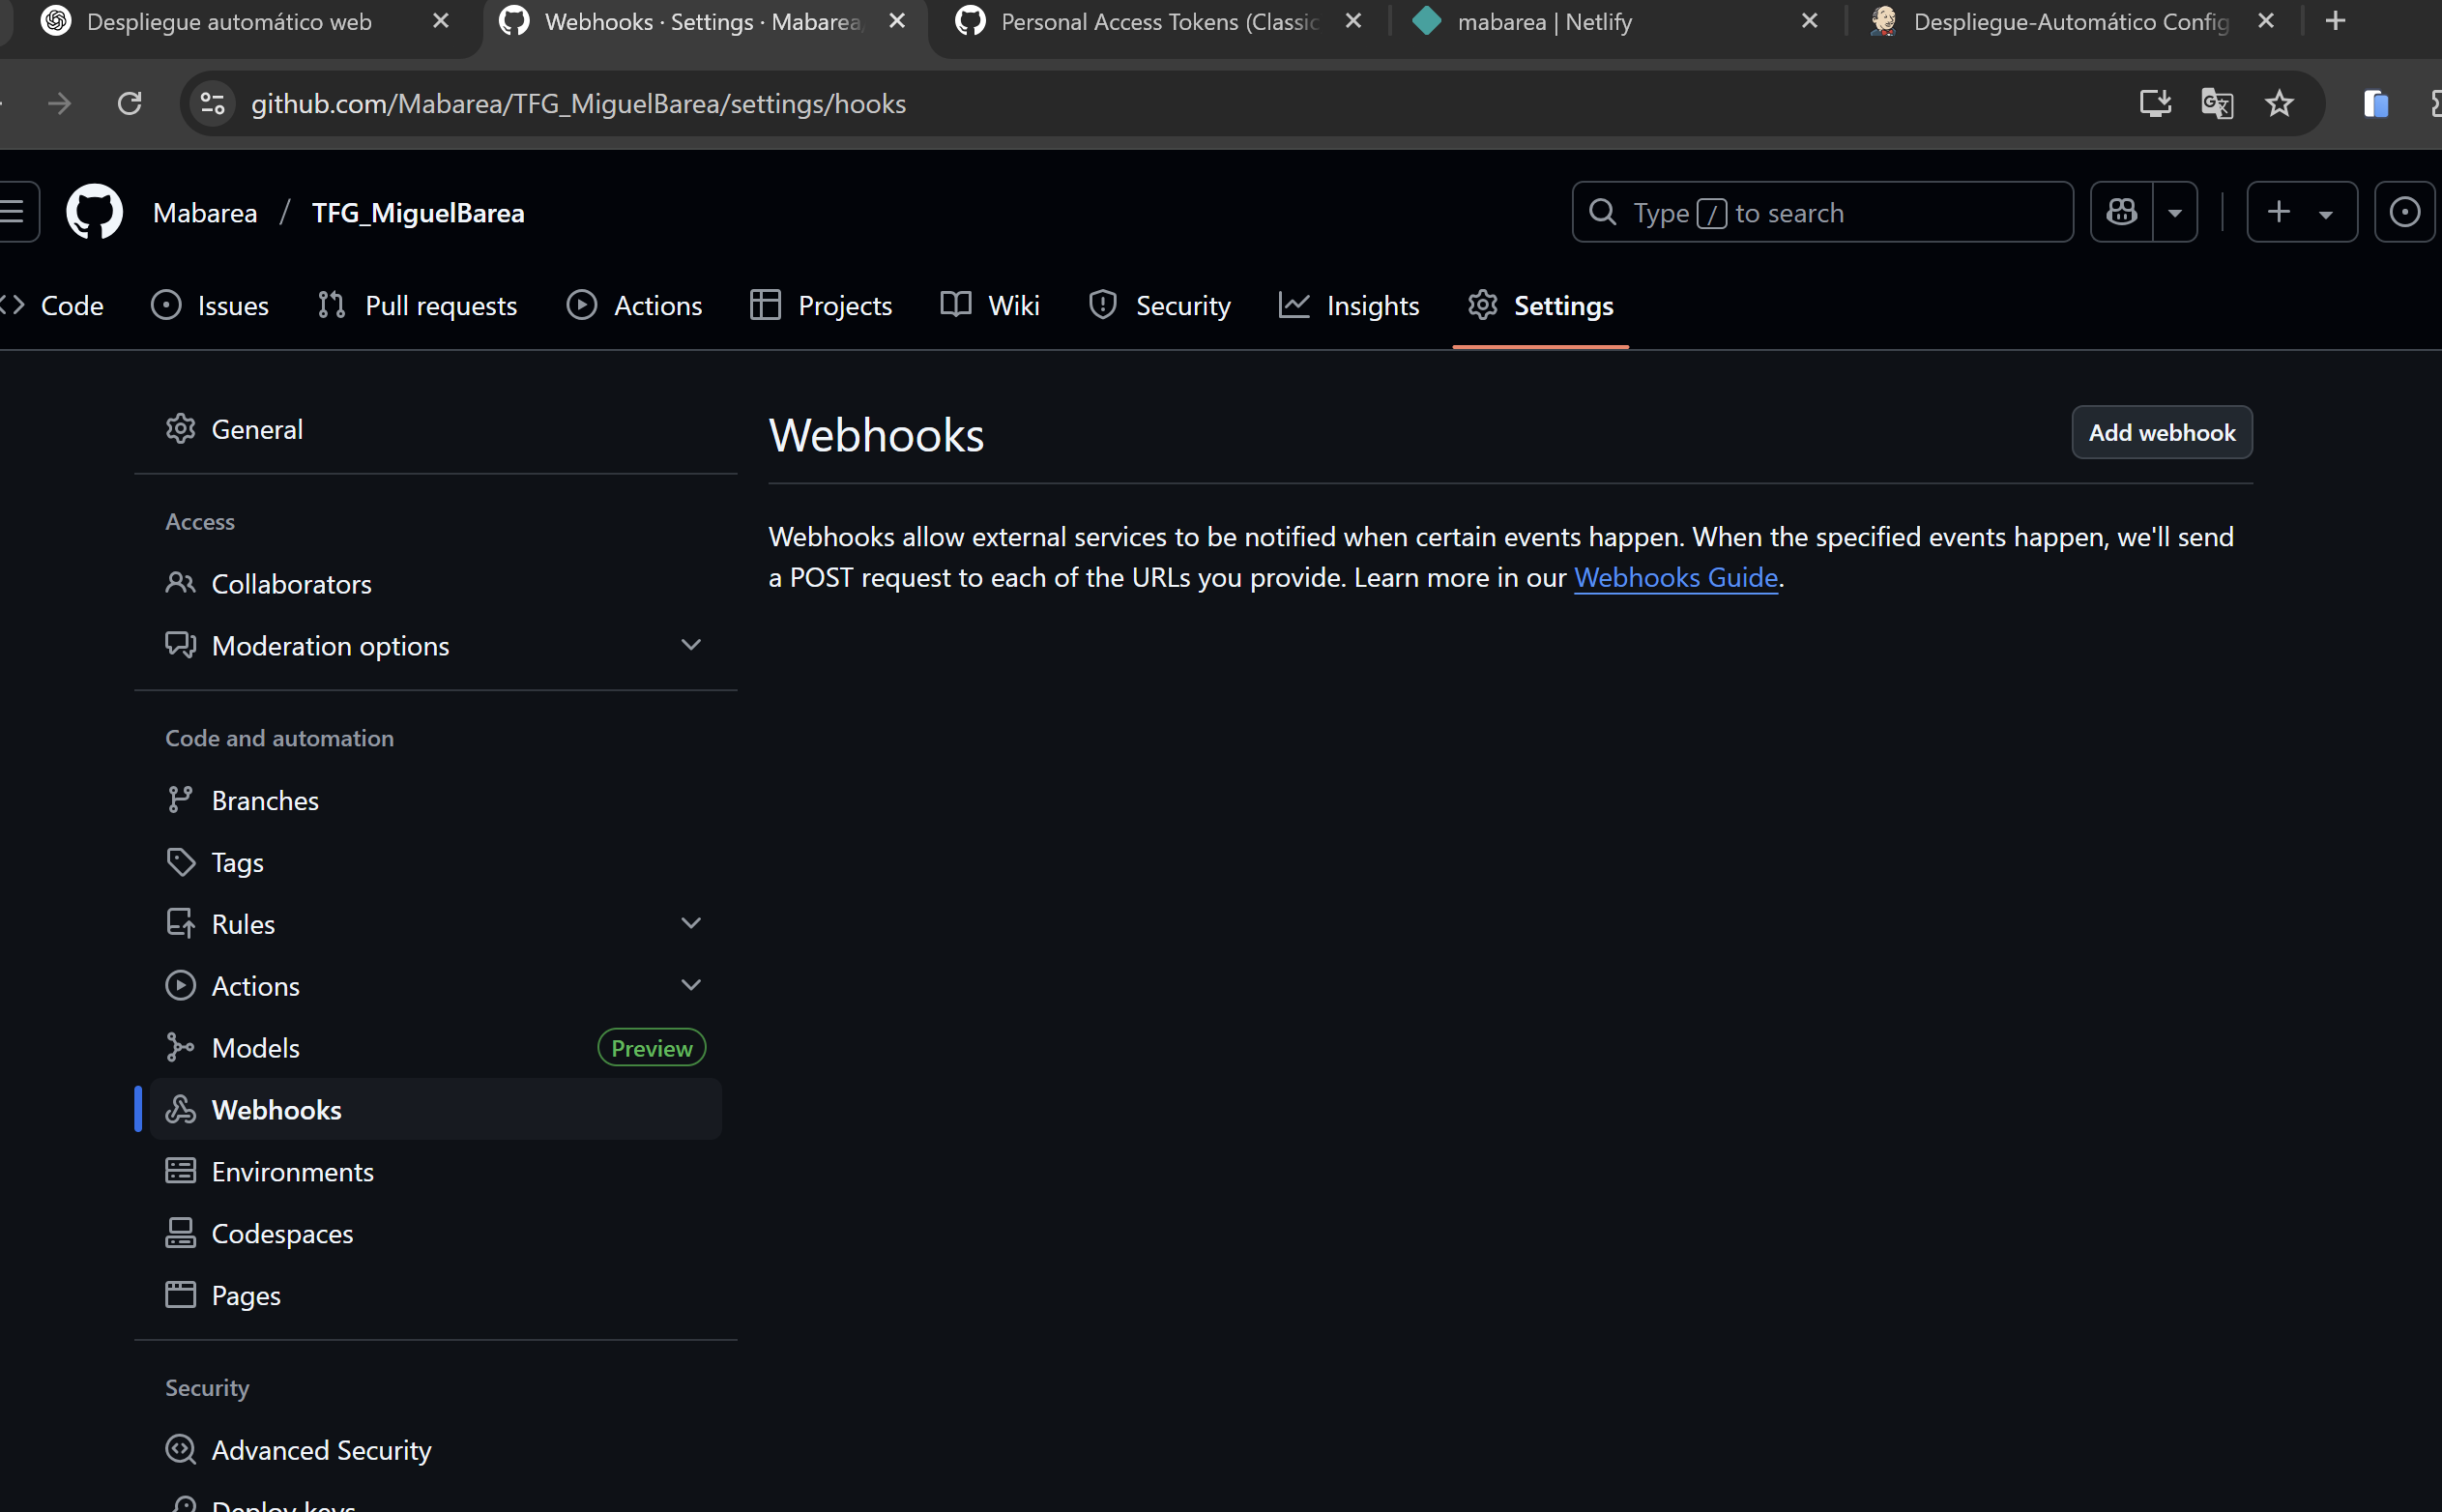 Despliegue automático web
Webhooks · Settings · Mabarea/
Personal Access Tokens (Classic
mabarea | Netlify
Despliegue-Automático Config
github.com/Mabarea/TFG_MiguelBarea/settings/hooks
Mabarea / TFG_MiguelBarea
Type / to search
Code
Issues
Pull requests
Actions
Projects
Wiki
Security
Insights
Settings
General
Access
Collaborators
Moderation options
Code and automation
Branches
Tags
Rules
Actions
Models
Preview
Webhooks
Environments
Codespaces
Pages
Security
Advanced Security
Deploy keys
Webhooks
Add webhook
Webhooks allow external services to be notified when certain events happen. When the specified events happen, we'll send
a POST request to each of the URLs you provide. Learn more in our Webhooks Guide.